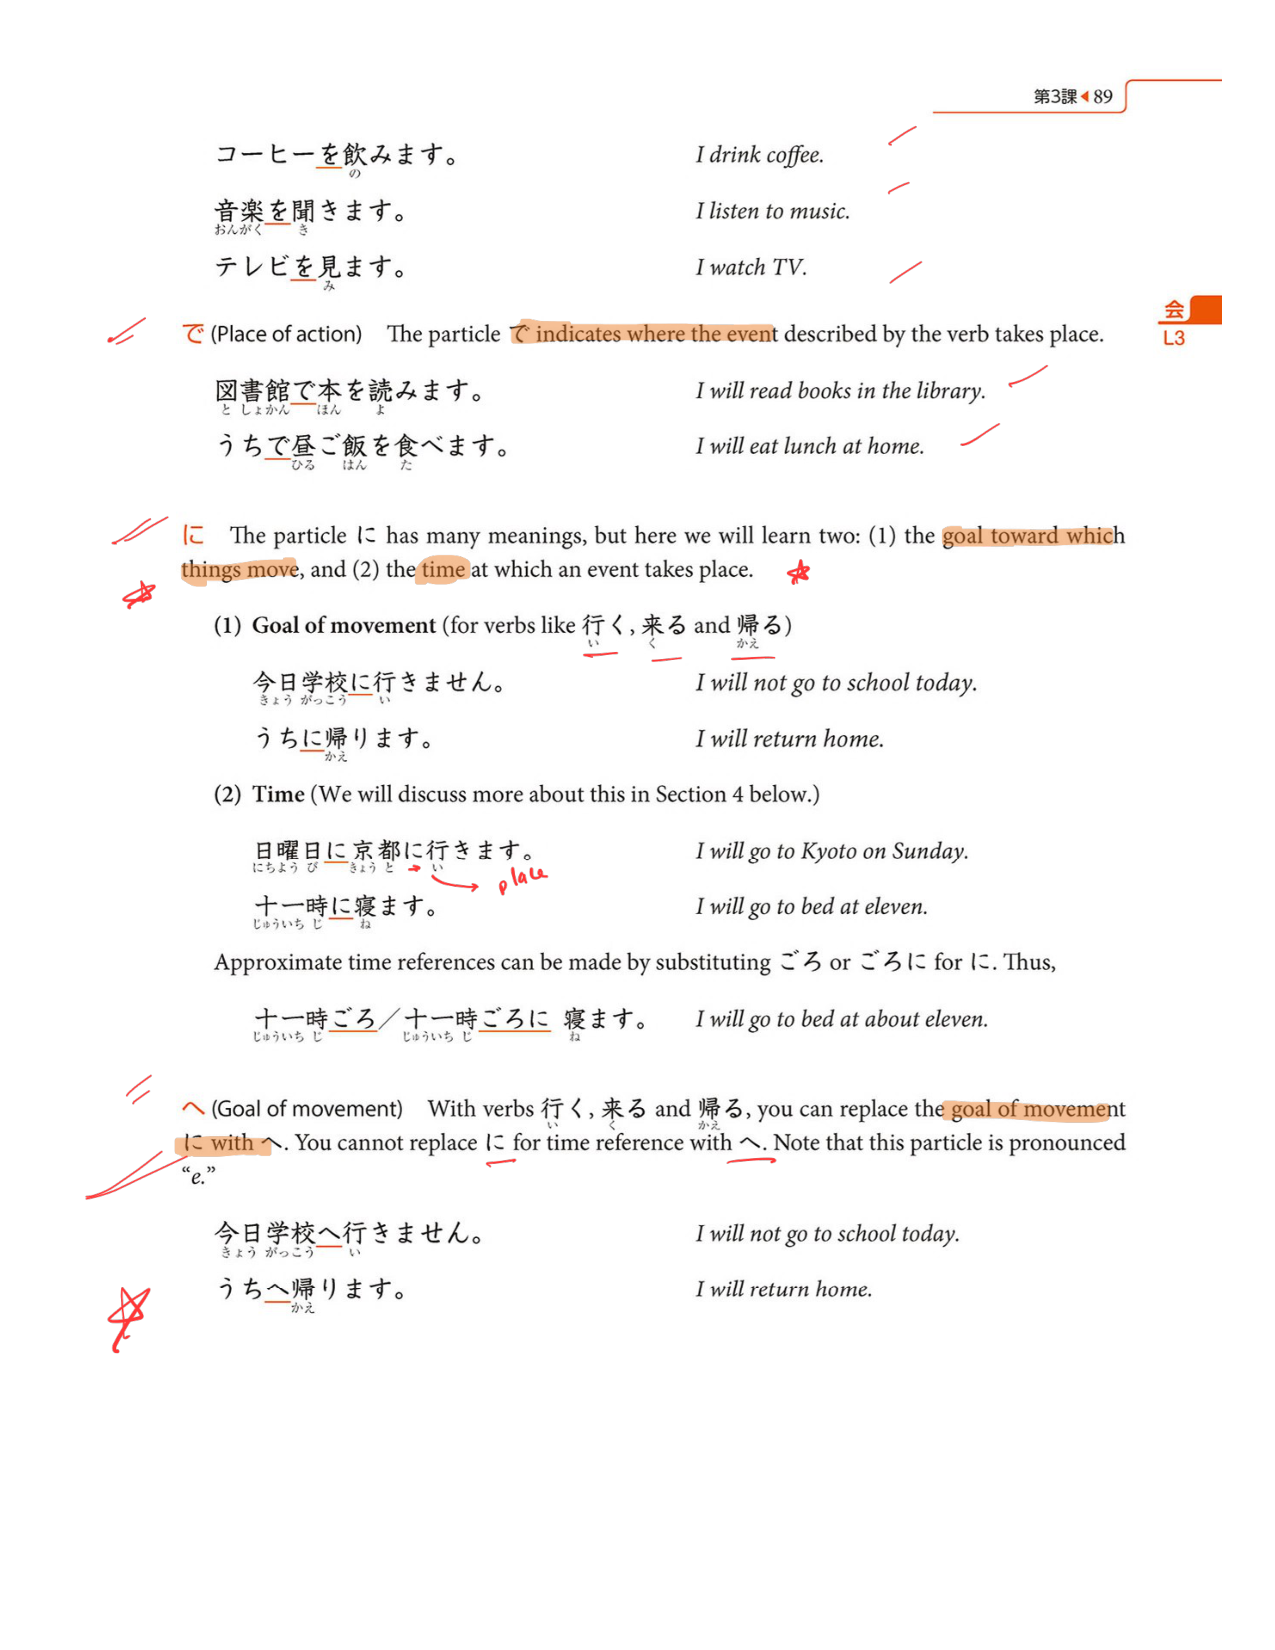 第3課 ◀ 89
コーヒーを飲みます。 I drink coffee.
の
音楽を聞きます。 I listen to music.
おんがく き
テレビを見ます。 I watch TV.
み
会
L3
で (Place of action) The particle で indicates where the event described by the verb takes place.
図書館で本を読みます。 I will read books in the library.
と しょかん ほん よ
うちで昼ご飯を食べます。 I will eat lunch at home.
ひる はん た
に The particle に has many meanings, but here we will learn two: (1) the goal toward which
things move, and (2) the time at which an event takes place.
(1) Goal of movement (for verbs like 行く, 来る and 帰る)
い く かえ
今日学校に行きません。 I will not go to school today.
きょう がっこう い
うちに帰ります。 I will return home.
かえ
(2) Time (We will discuss more about this in Section 4 below.)
日曜日に京都に行きます。 I will go to Kyoto on Sunday.
にちよう び きょう と い
place
十一時に寝ます。 I will go to bed at eleven.
じゅういち じ ね
Approximate time references can be made by substituting ごろ or ごろに for に. Thus,
十一時ごろ／十一時ごろに 寝ます。 I will go to bed at about eleven.
じゅういち じ じゅういち じ ね
へ (Goal of movement) With verbs 行く, 来る and 帰る, you can replace the goal of movement
い く かえ
に with へ. You cannot replace に for time reference with へ. Note that this particle is pronounced
“e.”
今日学校へ行きません。 I will not go to school today.
きょう がっこう い
うちへ帰ります。 I will return home.
かえ